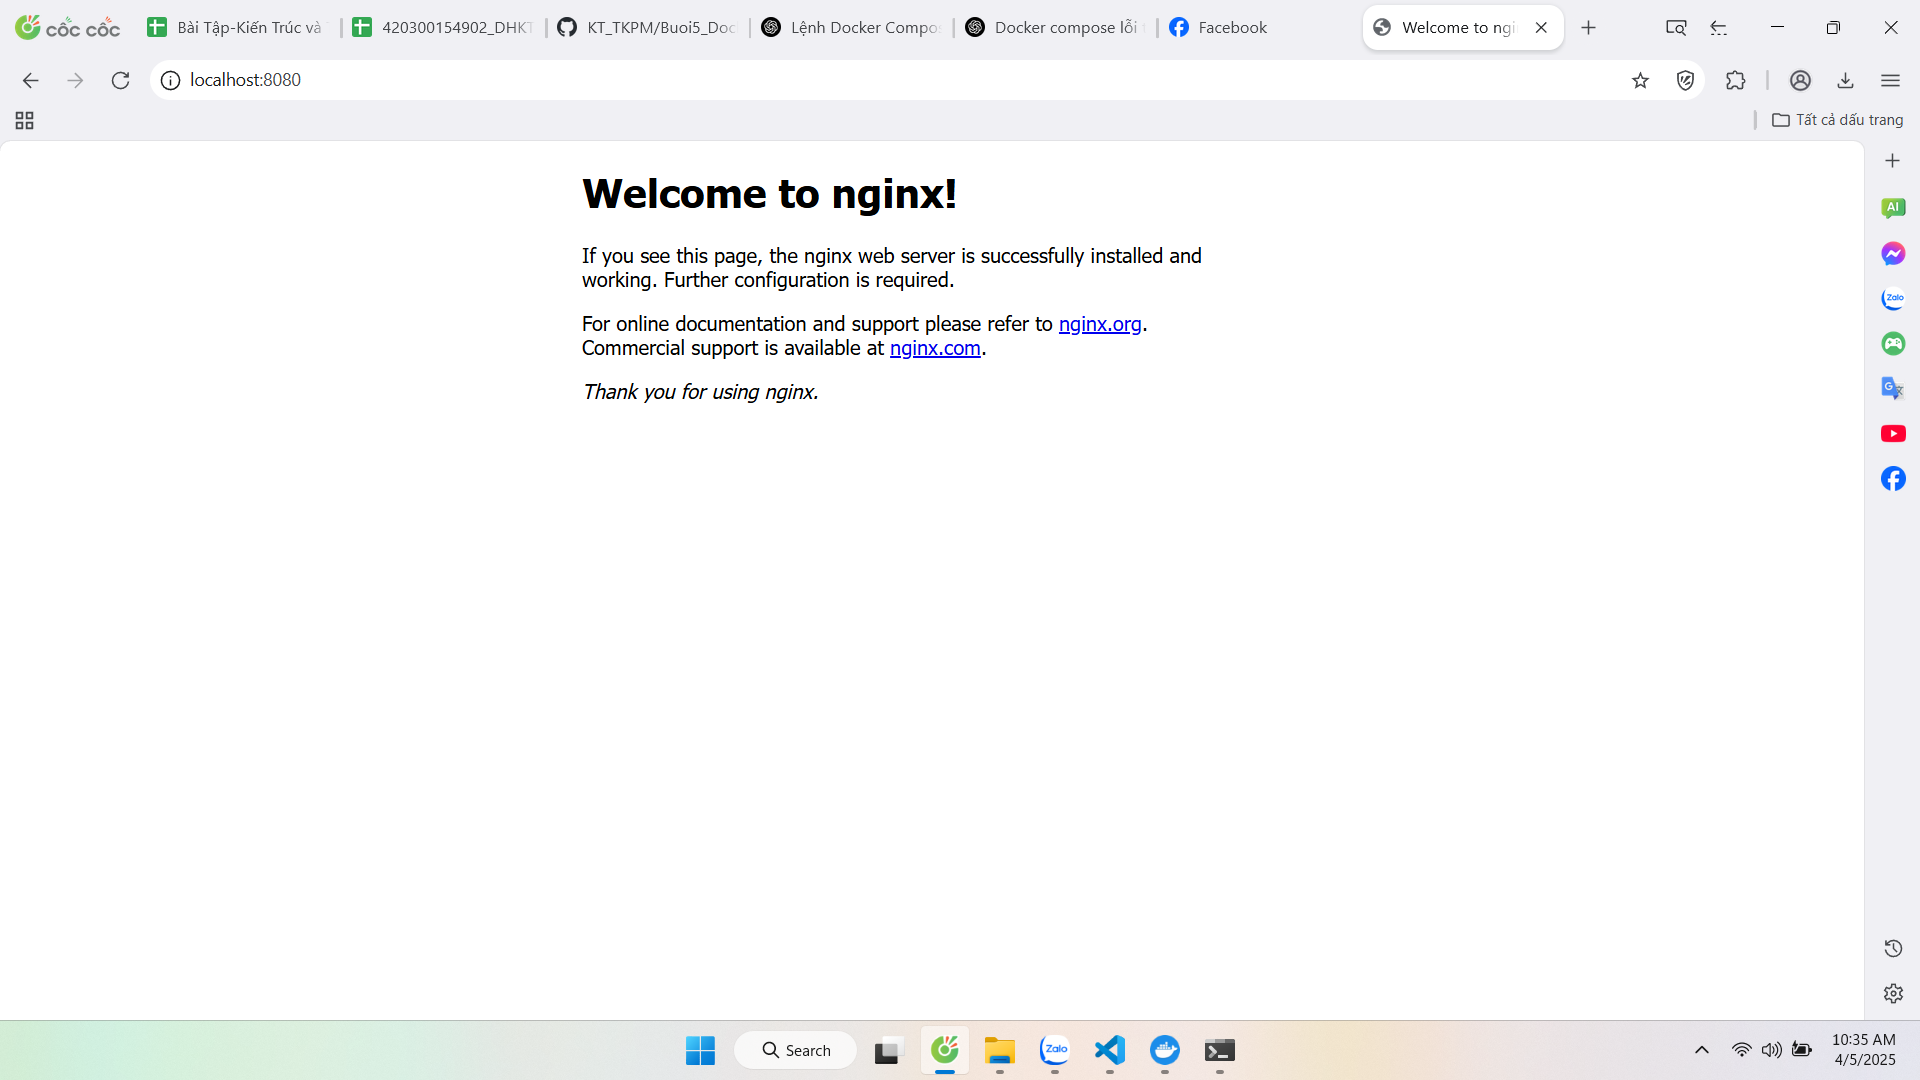 cốc cốc
Bài Tập-Kiến Trúc và
420300154902_DHKT
KT_TKPM/Buoi5_Doc
Lệnh Docker Compos
Docker compose lỗi
Facebook
Welcome to ngi
localhost:8080
Tất cả dấu trang
Welcome to nginx!
If you see this page, the nginx web server is successfully installed and
working. Further configuration is required.
For online documentation and support please refer to nginx.org.
Commercial support is available at nginx.com.
Thank you for using nginx.
AI
Zalo
G
Search
Zalo
10:35 AM
4/5/2025